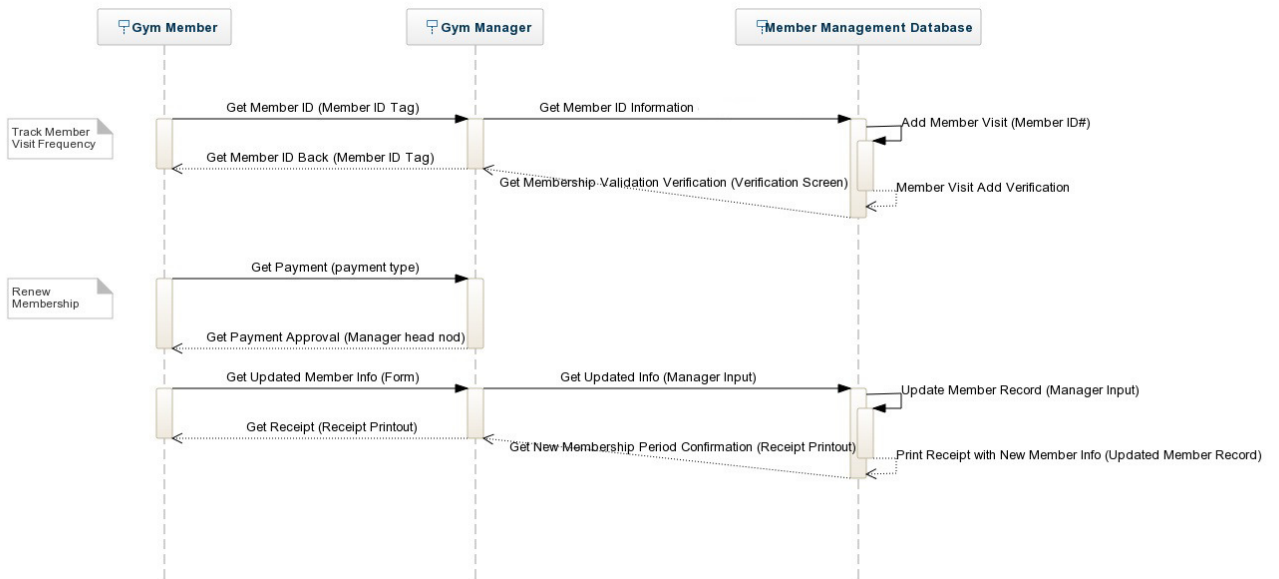 Gym Member
Gym Manager
Member Management Database
Get Member ID (Member ID Tag)
Get Member ID Information
Add Member Visit (Member ID#)
Track Member
Visit Frequency
Get Member ID Back (Member ID Tag)
Get Membership Validation Verification (Verification Screen)
Member Visit Add Verification
Get Payment (payment type)
Renew
Membership
Get Payment Approval (Manager head nod)
Get Updated Member Info (Form)
Get Updated Info (Manager Input)
Update Member Record (Manager Input)
Get Receipt (Receipt Printout)
Get New Membership Period Confirmation (Receipt Printout)
Print Receipt with New Member Info (Updated Member Record)